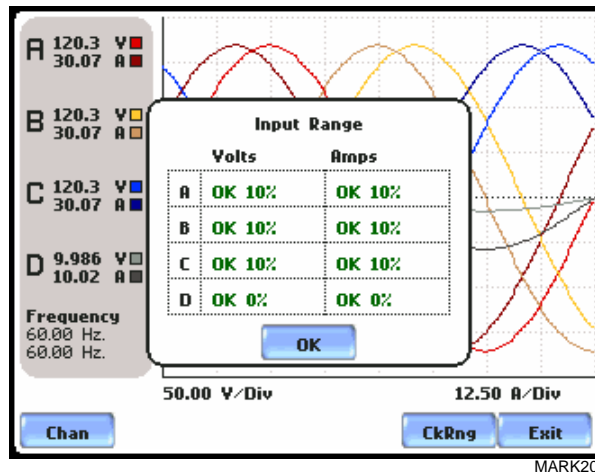 A 120.3 V
30.07 A
B 120.3 V
30.07 A
C 120.3 V
30.07 A
D 9.986 V
10.02 A
Frequency
60.00 Hz.
60.00 Hz.
Input Range
Volts Amps
A OK 10% OK 10%
B OK 10% OK 10%
C OK 10% OK 10%
D OK 0% OK 0%
OK
50.00 V/Div 12.50 A/Div
Chan CkRng Exit
MARK20